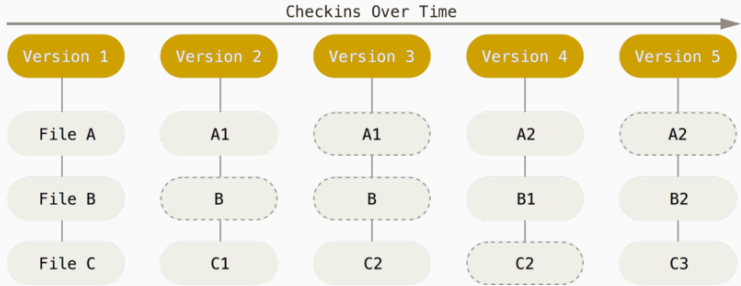 Checkins Over Time
Version 1 Version 2 Version 3 Version 4 Version 5
File A A1 A1 A2 A2
File B B B B1 B2
File C C1 C2 C2 C3